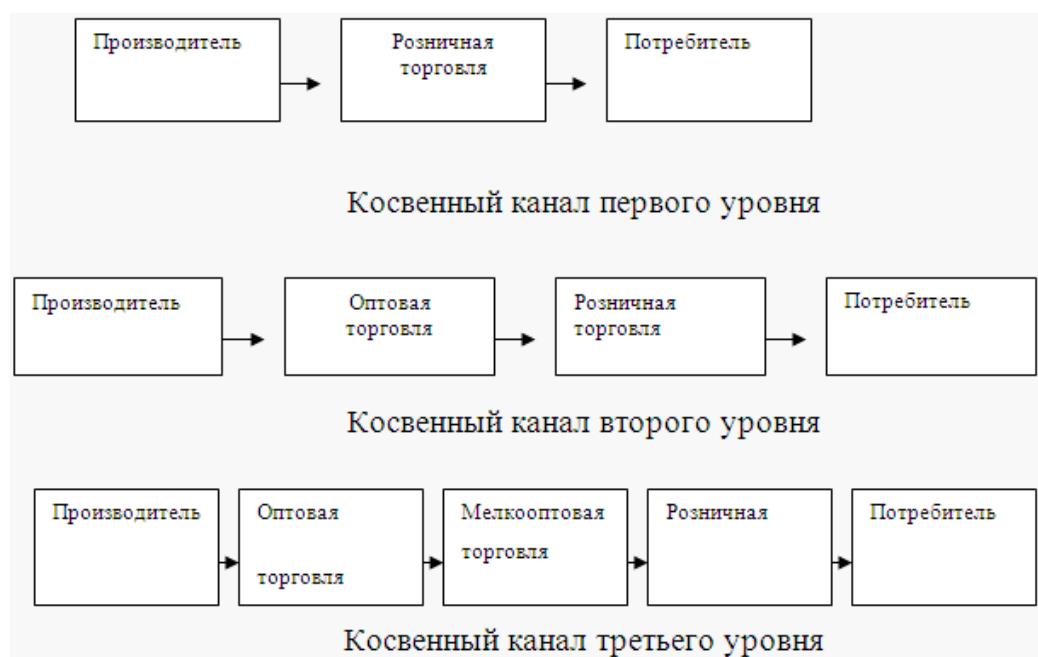 Производитель
Розничная
торговля
Потребитель
Косвенный канал первого уровня
Производитель
Оптовая
торговля
Розничная
торговля
Потребитель
Косвенный канал второго уровня
Производитель
Оптовая
торговля
Мелкооптовая
торговля
Розничная
Потребитель
Косвенный канал третьего уровня